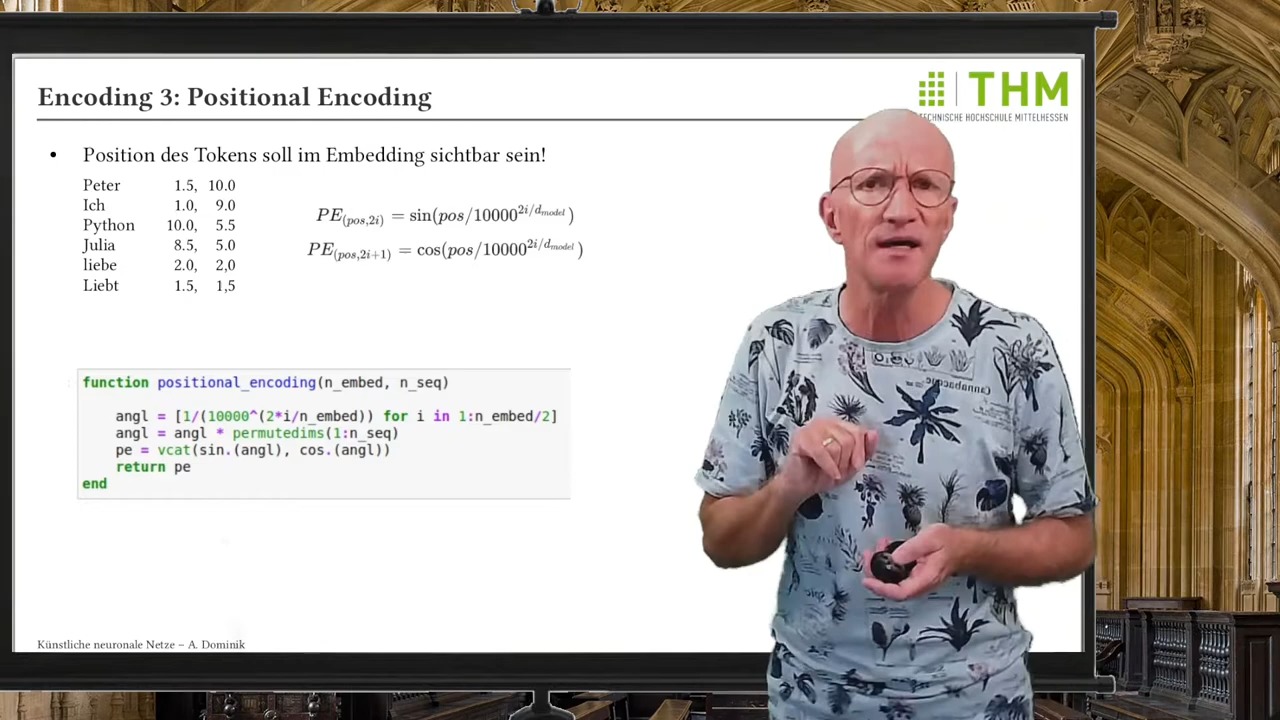 Encoding 3: Positional Encoding
THM
TECHNISCHE HOCHSCHULE MITTELHESSEN
• Position des Tokens soll im Embedding sichtbar sein!
Peter 1.5, 10.0
Ich 1.0, 9.0
Python 10.0, 5.5
Julia 8.5, 5.0
liebe 2.0, 2,0
Liebt 1.5, 1,5
PE_(pos,2i) = sin(pos/10000^{2i/d_model})
PE_(pos,2i+1) = cos(pos/10000^{2i/d_model})
function positional_encoding(n_embed, n_seq)
angl = [1/(10000^(2*i/n_embed)) for i in 1:n_embed/2]
angl = angl * permutedims(1:n_seq)
pe = vcat(sin.(angl), cos.(angl))
return pe
end
Künstliche neuronale Netze – A. Dominik